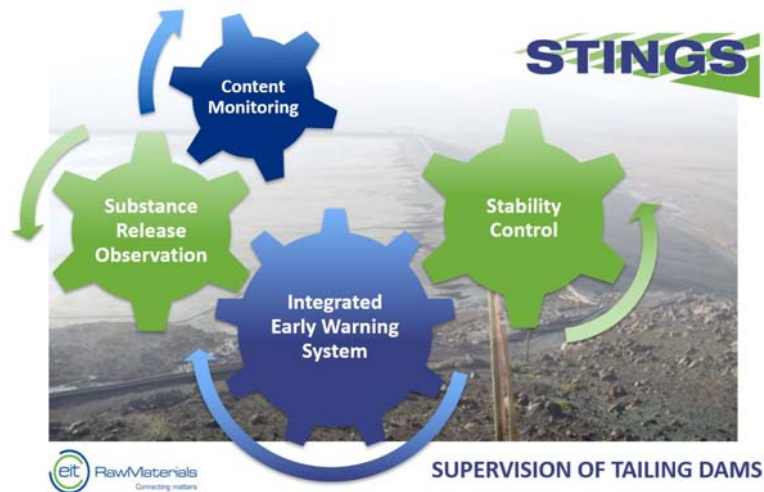 STINGS
Content
Monitoring
Substance
Release
Observation
Stability
Control
Integrated
Early Warning
System
eit RawMaterials
Connecting matters
SUPERVISION OF TAILING DAMS